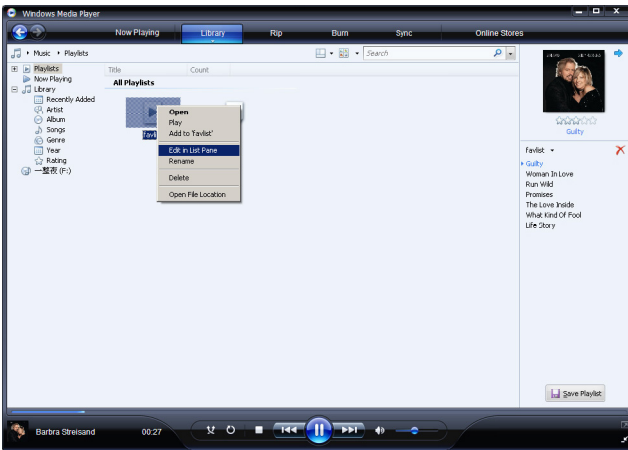 Windows Media Player
Now Playing
Library
Rip
Burn
Sync
Online Stores
Music
Playlists
Search
Playlists
Now Playing
Library
Recently Added
Artist
Album
Songs
Genre
Year
Rating
一整夜 (F:)
Title
Count
All Playlists
favli
Open
Play
Add to 'favlist'
Edit in List Pane
Rename
Delete
Open File Location
Guilty
favlist
Guilty
Woman In Love
Run Wild
Promises
The Love Inside
What Kind Of Fool
Life Story
Save Playlist
Barbra Streisand
00:27